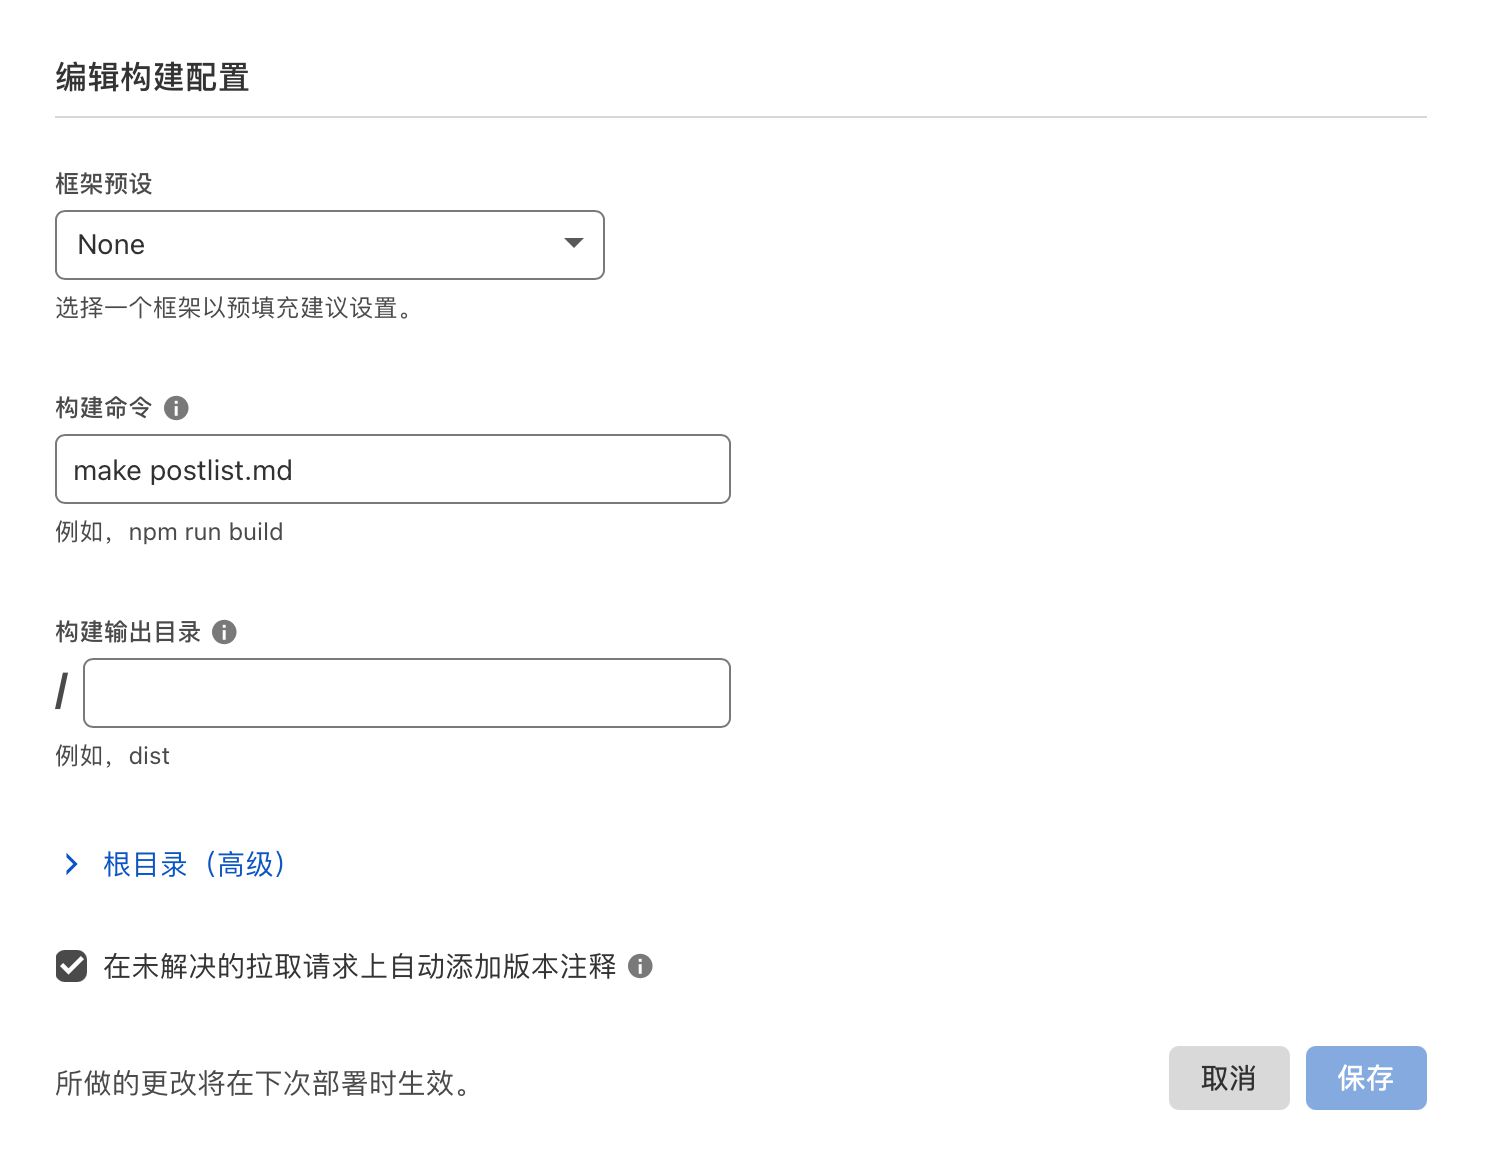 编辑构建配置
框架预设
None
选择一个框架以预填充建议设置。
构建命令
make postlist.md
例如，npm run build
构建输出目录
/
例如，dist
根目录（高级）
在未解决的拉取请求上自动添加版本注释
所做的更改将在下次部署时生效。
取消
保存